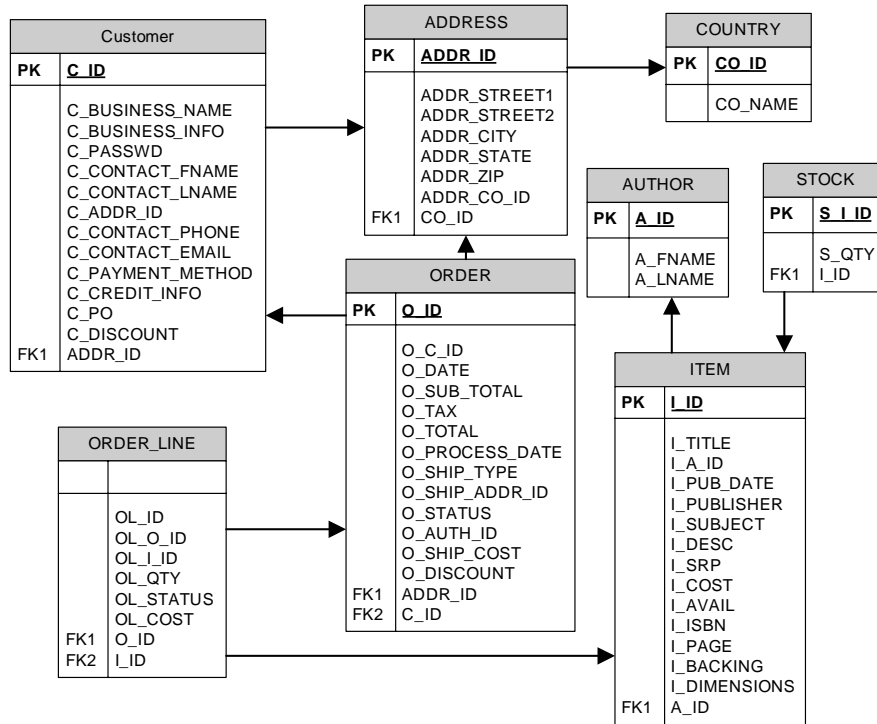 Customer
PK C_ID
C_BUSINESS_NAME
C_BUSINESS_INFO
C_PASSWD
C_CONTACT_FNAME
C_CONTACT_LNAME
C_ADDR_ID
C_CONTACT_PHONE
C_CONTACT_EMAIL
C_PAYMENT_METHOD
C_CREDIT_INFO
C_PO
C_DISCOUNT
FK1 ADDR_ID
ADDRESS
PK ADDR_ID
ADDR_STREET1
ADDR_STREET2
ADDR_CITY
ADDR_STATE
ADDR_ZIP
ADDR_CO_ID
FK1 CO_ID
COUNTRY
PK CO_ID
CO_NAME
AUTHOR
PK A_ID
A_FNAME
A_LNAME
STOCK
PK S_I_ID
S_QTY
FK1 I_ID
ORDER
PK O_ID
O_C_ID
O_DATE
O_SUB_TOTAL
O_TAX
O_TOTAL
O_PROCESS_DATE
O_SHIP_TYPE
O_SHIP_ADDR_ID
O_STATUS
O_AUTH_ID
O_SHIP_COST
O_DISCOUNT
FK1 ADDR_ID
FK2 C_ID
ORDER_LINE
OL_ID
OL_O_ID
OL_I_ID
OL_QTY
OL_STATUS
OL_COST
FK1 O_ID
FK2 I_ID
ITEM
PK I_ID
I_TITLE
I_A_ID
I_PUB_DATE
I_PUBLISHER
I_SUBJECT
I_DESC
I_SRP
I_COST
I_AVAIL
I_ISBN
I_PAGE
I_BACKING
I_DIMENSIONS
FK1 A_ID